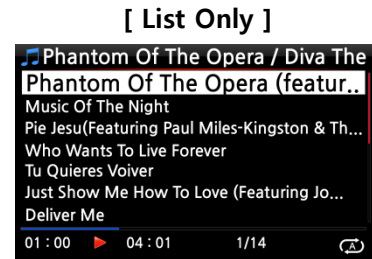 [ List Only ]
Phantom Of The Opera / Diva The
Phantom Of The Opera (featur..
Music Of The Night
Pie Jesu(Featuring Paul Miles-Kingston & Th...
Who Wants To Live Forever
Tu Quieres Voiver
Just Show Me How To Love (Featuring Jo...
Deliver Me
01 : 00 04 : 01 1/14 A